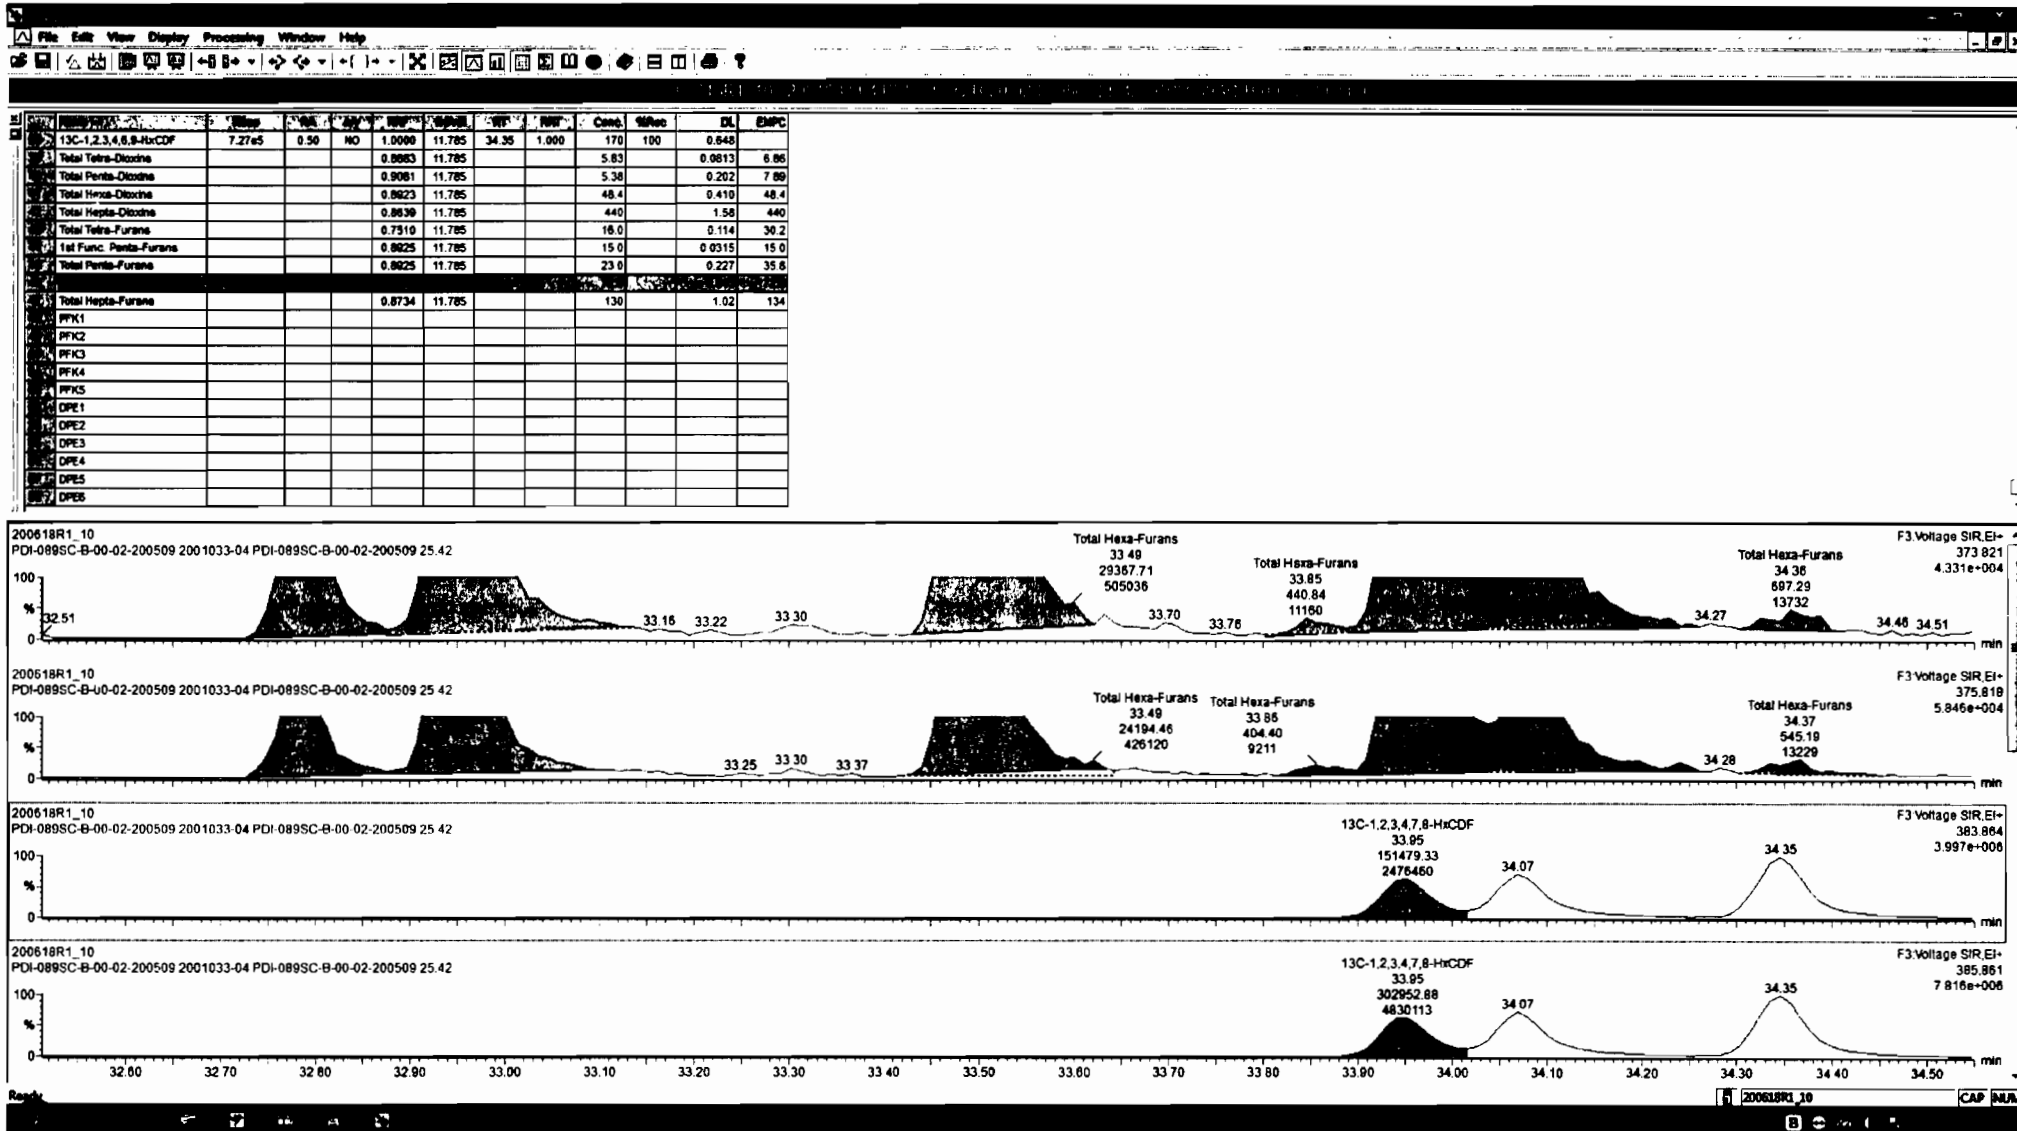 File Edit View Display Processing Window Help
RT Conc. %Rec DL EMPC
13C-1,2,3,4,6,9-HxCDF 7.27e5 0.50 NO 1.0000 11.785 34.35 1.000 170 100 0.648
Total Tetra-Dioxins 11.785 5.83 0.0813 6.86
Total Penta-Dioxins 0.9081 11.785 5.38 0.202 7.89
Total Hexa-Dioxins 0.8923 11.785 48.4 0.410 48.4
Total Hepta-Dioxins 0.8639 11.785 440 1.58 440
Total Tetra-Furans 0.7510 11.785 16.0 0.114 30.2
1st Func. Penta-Furans 0.8925 11.785 15.0 0.0315 15.0
Total Penta-Furans 0.8925 11.785 23.0 0.227 35.6
Total Hepta-Furans 0.8734 11.785 130 1.02 134
PFK1
PFK2
PFK3
PFK4
PFK5
DPE1
DPE2
DPE3
DPE4
DPE5
DPE6
200618R1_10
PDI-089SC-B-00-02-200509 2001033-04 PDI-089SC-B-00-02-200509 25.42
F3:Voltage SIR,EI+
373.821
4.331e+004
Total Hexa-Furans
33.49
29367.71
505036
Total Hexa-Furans
33.85
440.84
11160
Total Hexa-Furans
34.36
697.29
13732
100
%
0
32.51 33.16 33.22 33.30 33.70 33.76 34.27 34.46 34.51
min
200618R1_10
PDI-089SC-B-00-02-200509 2001033-04 PDI-089SC-B-00-02-200509 25.42
F3:Voltage SIR,EI+
375.818
5.846e+004
Total Hexa-Furans
33.49
24194.46
426120
Total Hexa-Furans
33.86
404.40
9211
Total Hexa-Furans
34.37
545.19
13229
100
%
0
33.25 33.30 33.37 34.28
min
200618R1_10
PDI-089SC-B-00-02-200509 2001033-04 PDI-089SC-B-00-02-200509 25.42
F3:Voltage SIR,EI+
383.864
3.997e+006
13C-1,2,3,4,7,8-HxCDF
33.95
151479.33
2476460
34.07
34.35
100
%
0
min
200618R1_10
PDI-089SC-B-00-02-200509 2001033-04 PDI-089SC-B-00-02-200509 25.42
F3:Voltage SIR,EI+
385.861
7.816e+006
13C-1,2,3,4,7,8-HxCDF
33.95
302952.88
4830113
34.07
34.35
100
%
0
min
32.60 32.70 32.80 32.90 33.00 33.10 33.20 33.30 33.40 33.50 33.60 33.70 33.80 33.90 34.00 34.10 34.20 34.30 34.40 34.50
Ready
200618R1_10 CAP NUM